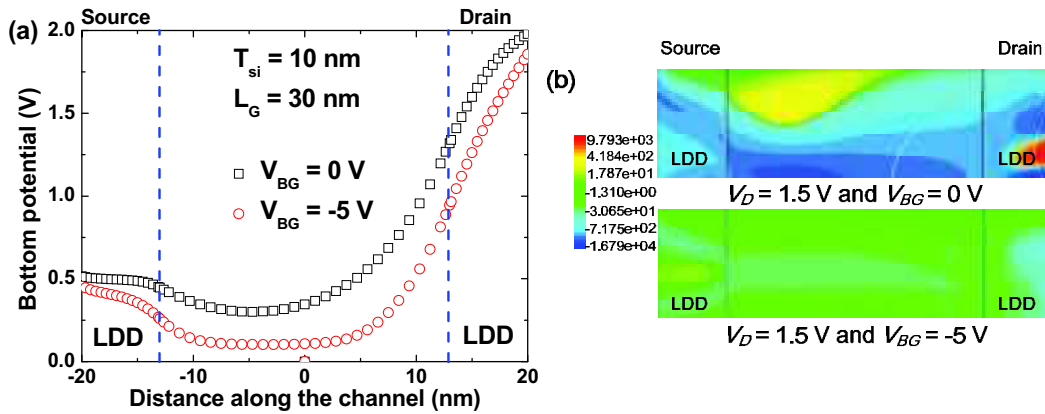 (a)
Source
Drain
2.0
1.5
1.0
0.5
0.0
Bottom potential (V)
T_si = 10 nm
L_G = 30 nm
V_BG = 0 V
V_BG = -5 V
LDD
LDD
-20 -10 0 10 20
Distance along the channel (nm)
(b)
Source
Drain
9.793e+03
4.184e+02
1.787e+01
-1.310e+00
-3.065e+01
-7.175e+02
-1.679e+04
LDD
LDD
V_D = 1.5 V and V_BG = 0 V
LDD
LDD
V_D = 1.5 V and V_BG = -5 V